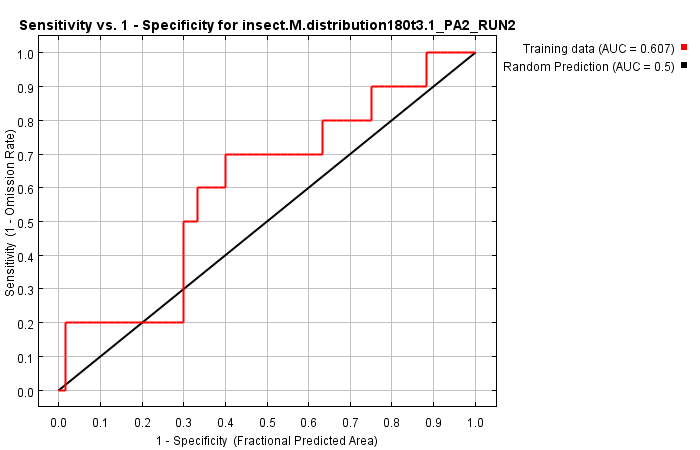 Sensitivity vs. 1 - Specificity for insect.M.distribution180t3.1_PA2_RUN2
Training data (AUC = 0.607)
Random Prediction (AUC = 0.5)
Sensitivity (1 - Omission Rate)
1.0
0.9
0.8
0.7
0.6
0.5
0.4
0.3
0.2
0.1
0.0
0.0 0.1 0.2 0.3 0.4 0.5 0.6 0.7 0.8 0.9 1.0
1 - Specificity (Fractional Predicted Area)